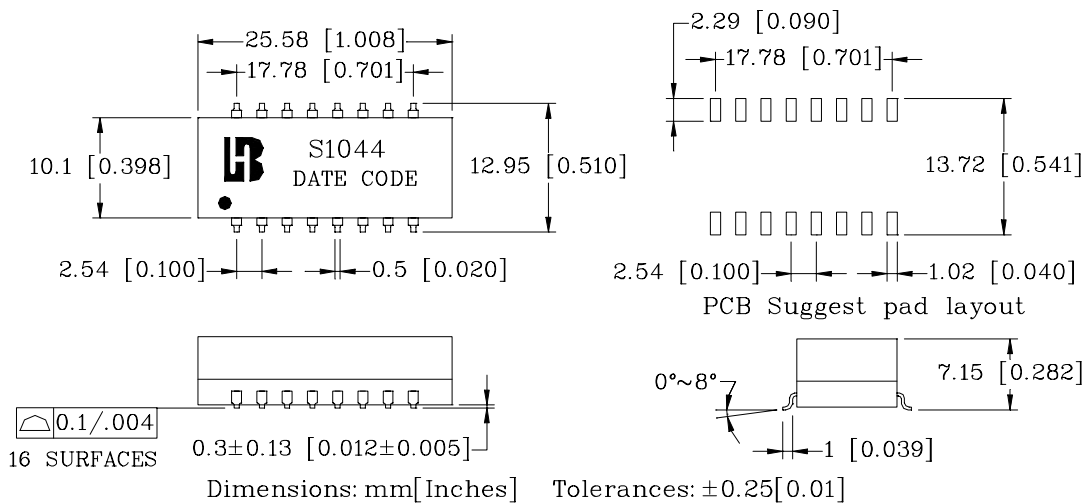 25.58 [1.008]
17.78 [0.701]
10.1 [0.398]
HB
S1044
DATE CODE
12.95 [0.510]
2.54 [0.100]
0.5 [0.020]
2.29 [0.090]
17.78 [0.701]
13.72 [0.541]
2.54 [0.100]
1.02 [0.040]
PCB Suggest pad layout
0.1/.004
16 SURFACES
0.3±0.13 [0.012±0.005]
0°~8°
7.15 [0.282]
1 [0.039]
Dimensions: mm[Inches] Tolerances: ±0.25[0.01]